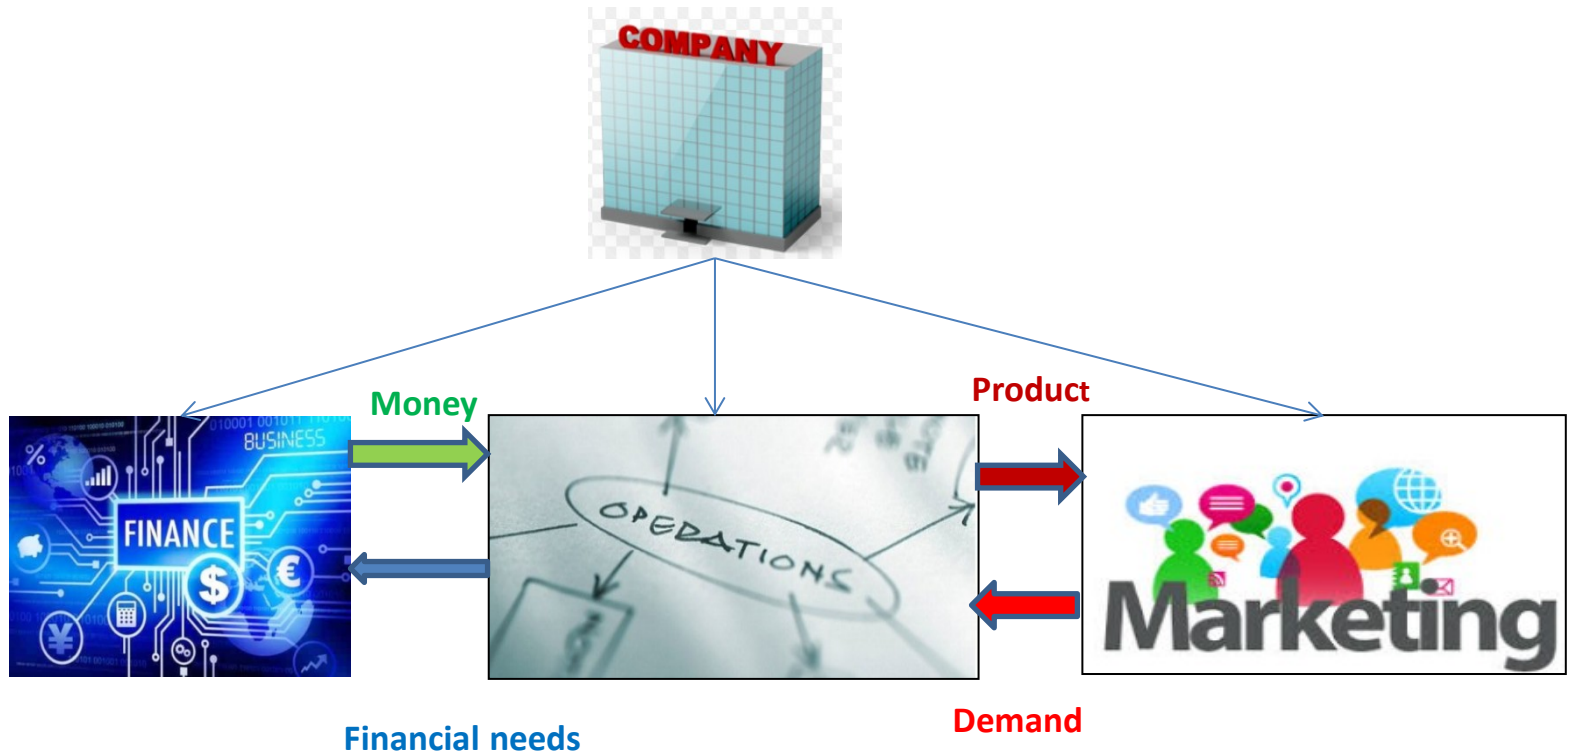 COMPANY
Money
Product
BUSINESS
FINANCE
$
€
¥
%
OPERATIONS
Marketing
Financial needs
Demand